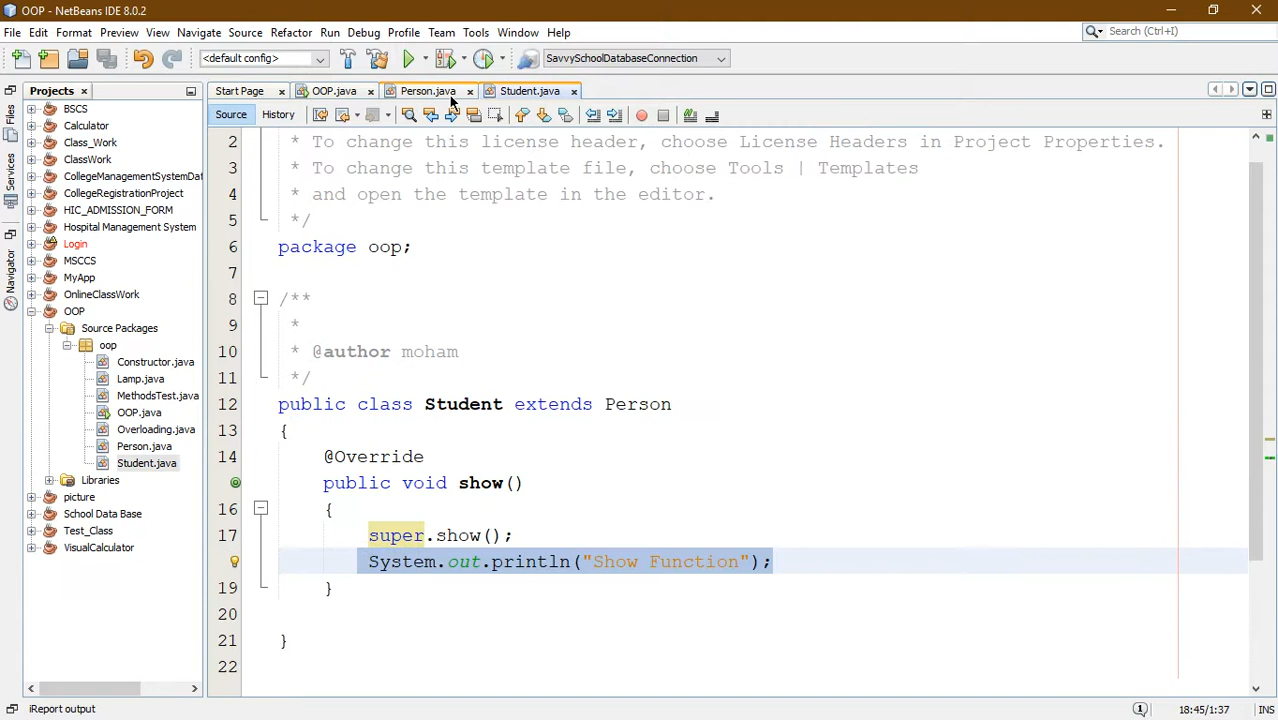 OOP - NetBeans IDE 8.0.2
File Edit Format Preview View Navigate Source Refactor Run Debug Profile Team Tools Window Help
Search (Ctrl+I)
<default config>
SavvySchoolDatabaseConnection
Projects
Start Page
OOP.java
Person.java
Student.java
Source
History
Files
Services
Navigator
BSCS
Calculator
Class_Work
ClassWork
CollegeManagementSystemDat
CollegeRegistrationProject
HIC_ADMISSION_FORM
Hospital Management System
Login
MSCCS
MyApp
OnlineClassWork
OOP
Source Packages
oop
Constructor.java
Lamp.java
MethodsTest.java
OOP.java
Overloading.java
Person.java
Student.java
Libraries
picture
School Data Base
Test_Class
VisualCalculator
2 * To change this license header, choose License Headers in Project Properties.
3 * To change this template file, choose Tools | Templates
4 * and open the template in the editor.
5 */
6 package oop;
7
8 /**
9 *
10 * @author moham
11 */
12 public class Student extends Person
13 {
14 @Override
public void show()
16 {
17 super.show();
System.out.println("Show Function");
19 }
20
21 }
22
iReport output
1
18:45/1:37
INS